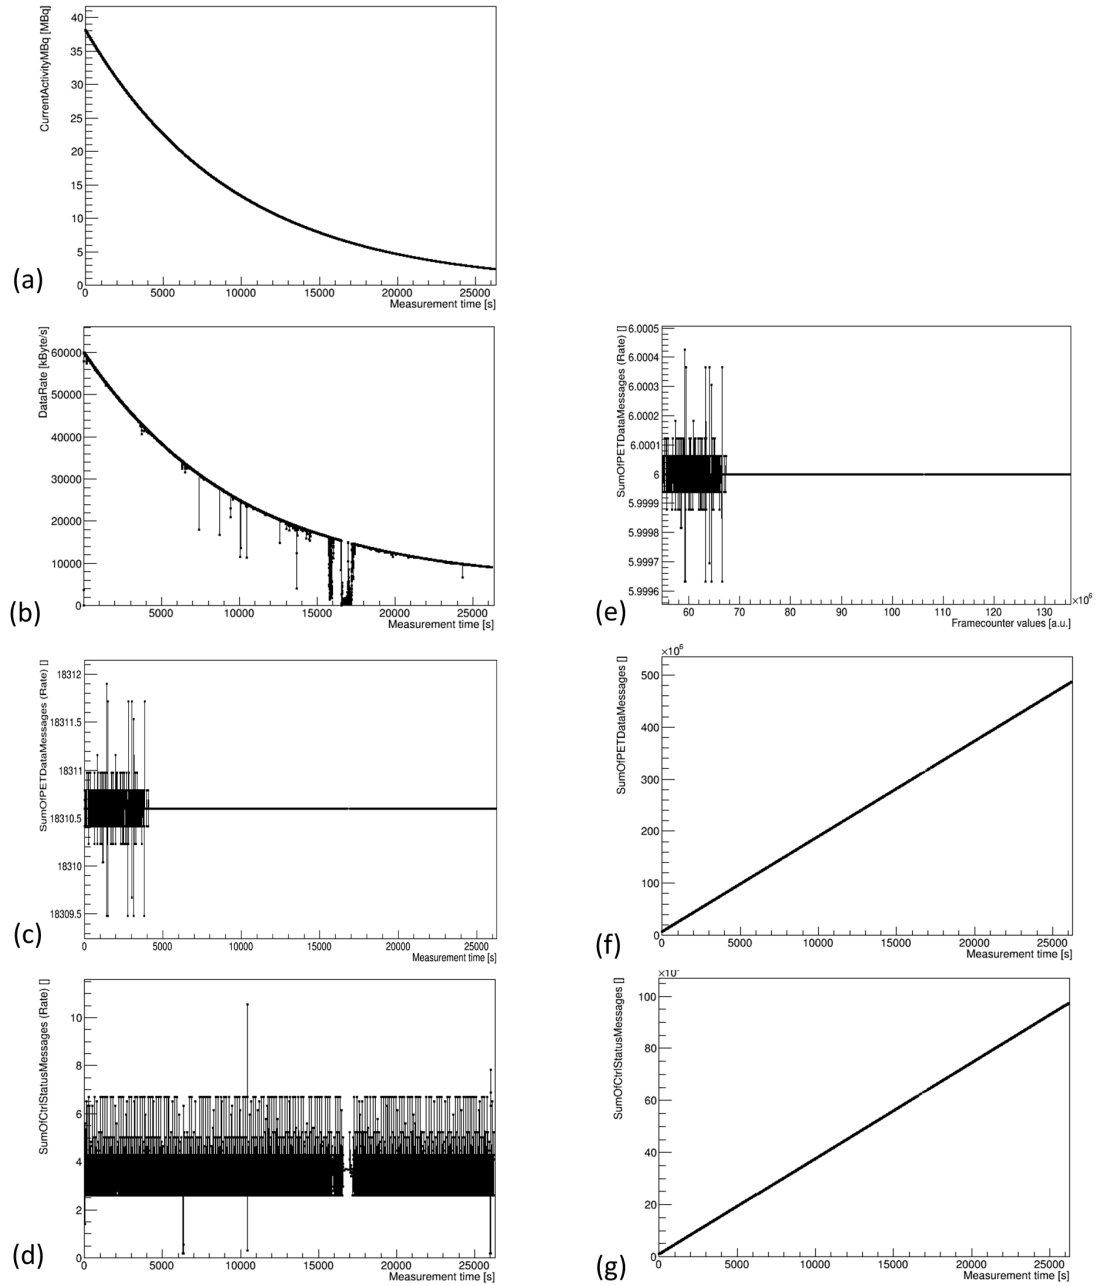 CurrentActivityMBq [MBq]
40
35
30
25
20
15
10
5
0
0 5000 10000 15000 20000 25000
Measurement time [s]
(a)
DataRate [kByte/s]
60000
50000
40000
30000
20000
10000
0
0 5000 10000 15000 20000 25000
Measurement time [s]
(b)
SumOfPETDataMessages (Rate) []
6.0005
6.0004
6.0003
6.0002
6.0001
6
5.9999
5.9998
5.9997
5.9996
60 70 80 90 100 110 120 130 ×10⁶
Framecounter values [a.u.]
(e)
SumOfPETDataMessages (Rate) []
18312
18311.5
18311
18310.5
18310
18309.5
0 5000 10000 15000 20000 25000
Measurement time [s]
(c)
×10⁶
SumOfPETDataMessages []
500
400
300
200
100
0
0 5000 10000 15000 20000 25000
Measurement time [s]
(f)
SumOfCtrlStatusMessages (Rate) []
10
8
6
4
2
0
0 5000 10000 15000 20000 25000
Measurement time [s]
(d)
SumOfCtrlStatusMessages []
100
80
60
40
20
0
0 5000 10000 15000 20000 25000
Measurement time [s]
(g)